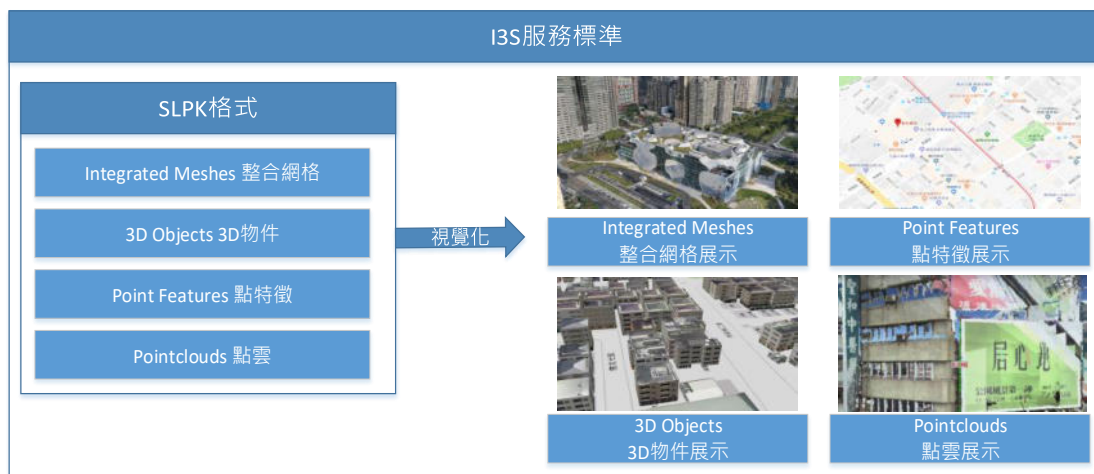 I3S服務標準
SLPK格式
Integrated Meshes 整合網格
3D Objects 3D物件
Point Features 點特徵
Pointclouds 點雲
視覺化
Integrated Meshes
整合網格展示
Point Features
點特徵展示
3D Objects
3D物件展示
居心地
Pointclouds
點雲展示